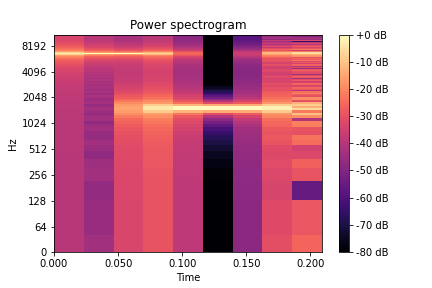 Power spectrogram
Hz
8192
4096
2048
1024
512
256
128
64
0
0.000 0.050 0.100 0.150 0.200
Time
+0 dB
-10 dB
-20 dB
-30 dB
-40 dB
-50 dB
-60 dB
-70 dB
-80 dB